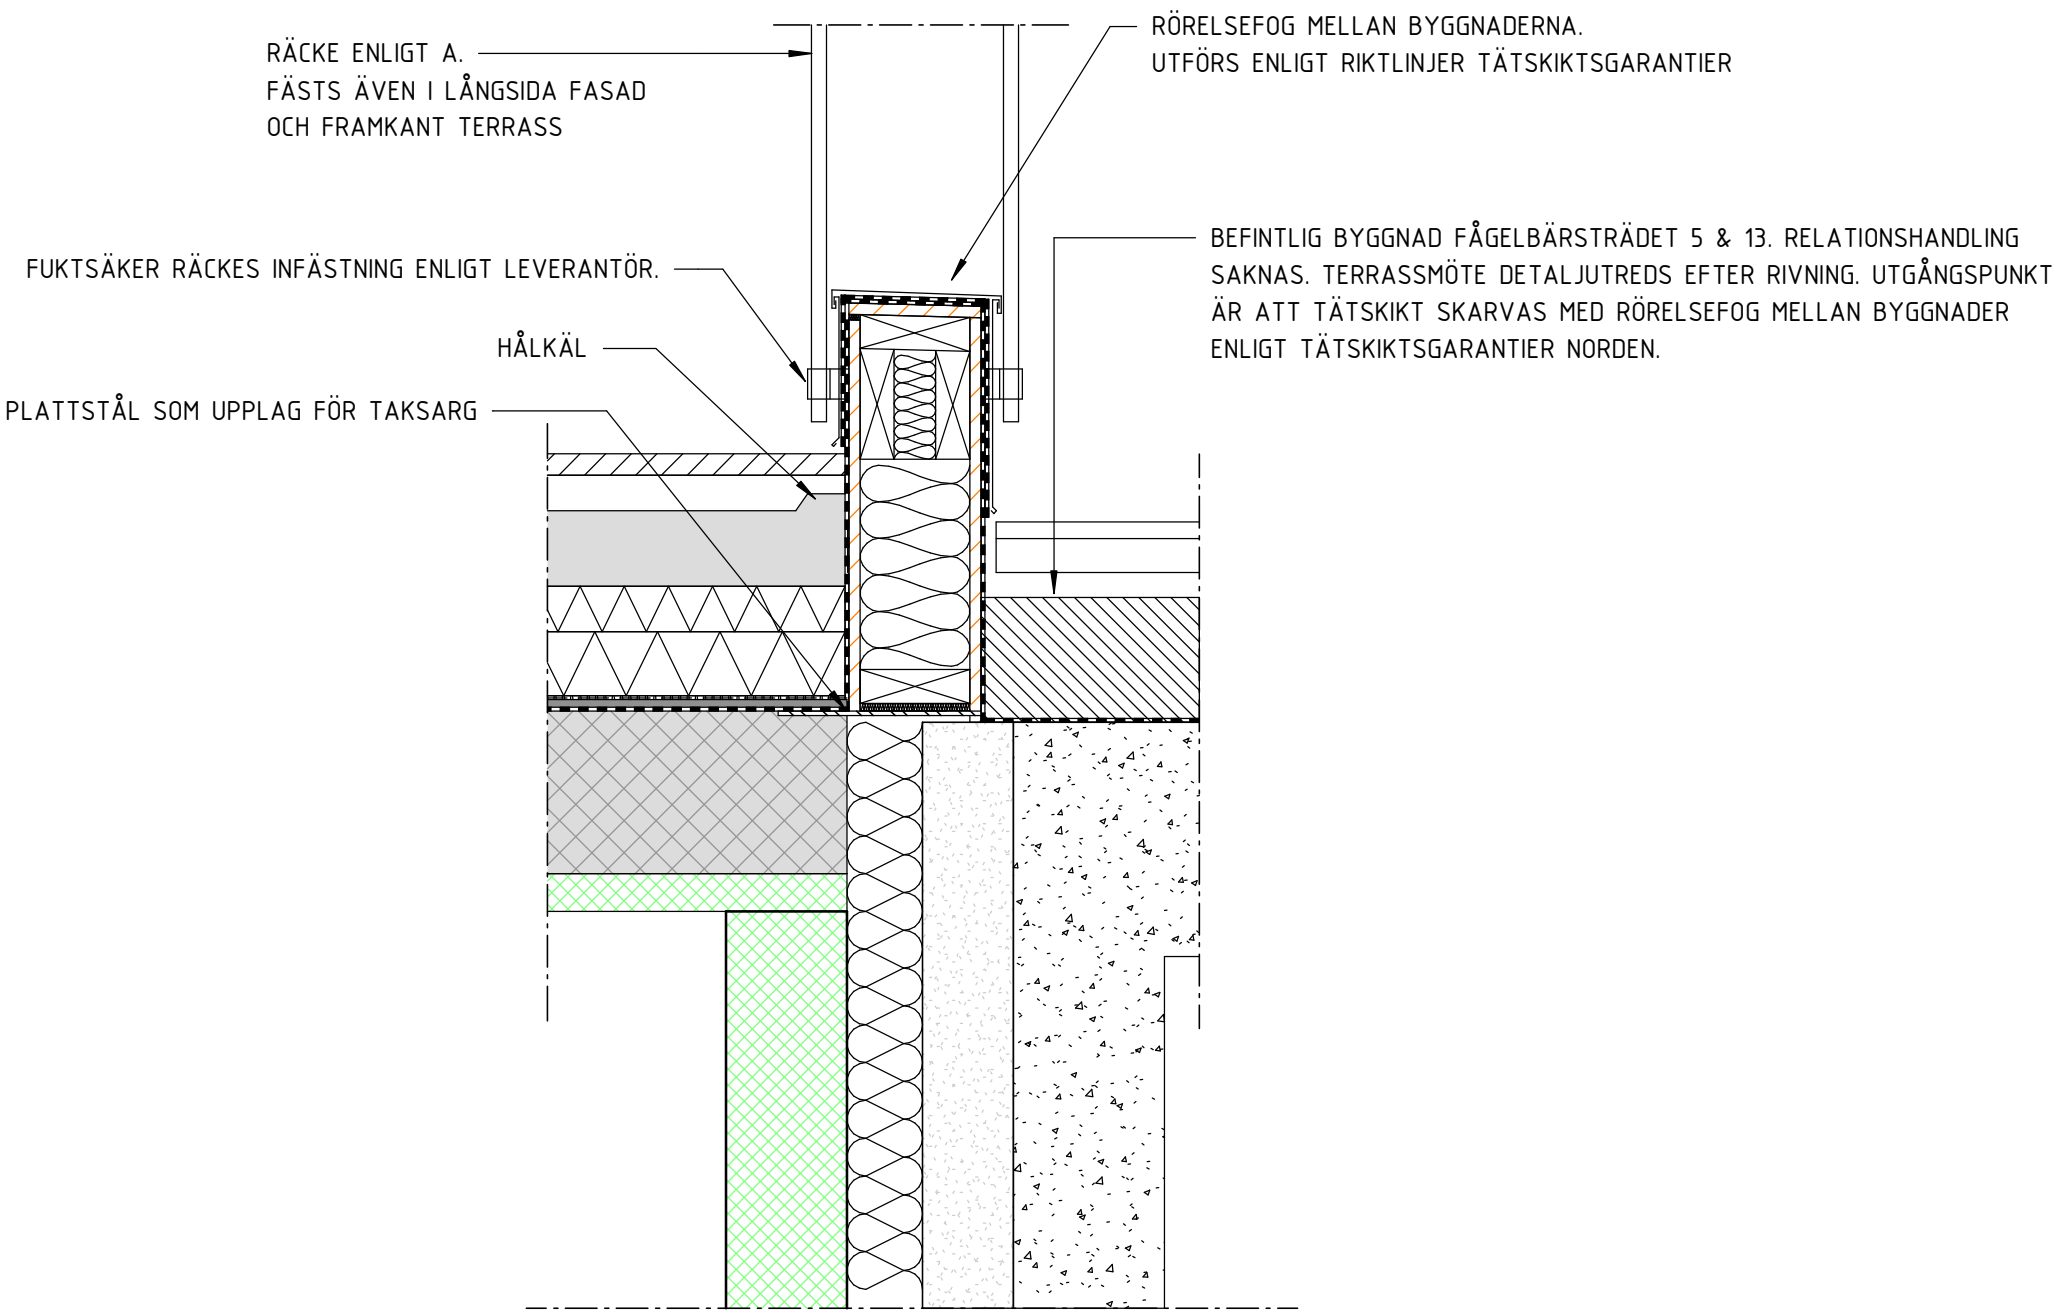 RÄCKE ENLIGT A.
FÄSTS ÄVEN I LÅNGSIDA FASAD
OCH FRAMKANT TERRASS
RÖRELSEFOG MELLAN BYGGNADERNA.
UTFÖRS ENLIGT RIKTLINJER TÄTSKIKTSGARANTIER
FUKTSÄKER RÄCKES INFÄSTNING ENLIGT LEVERANTÖR.
BEFINTLIG BYGGNAD FÅGELBÄRSTRÄDET 5 & 13. RELATIONSHANDLING
SAKNAS. TERRASSMÖTE DETALJUTREDS EFTER RIVNING. UTGÅNGSPUNKT
ÄR ATT TÄTSKIKT SKARVAS MED RÖRELSEFOG MELLAN BYGGNADER
ENLIGT TÄTSKIKTSGARANTIER NORDEN.
HÅLKÄL
PLATTSTÅL SOM UPPLAG FÖR TAKSARG